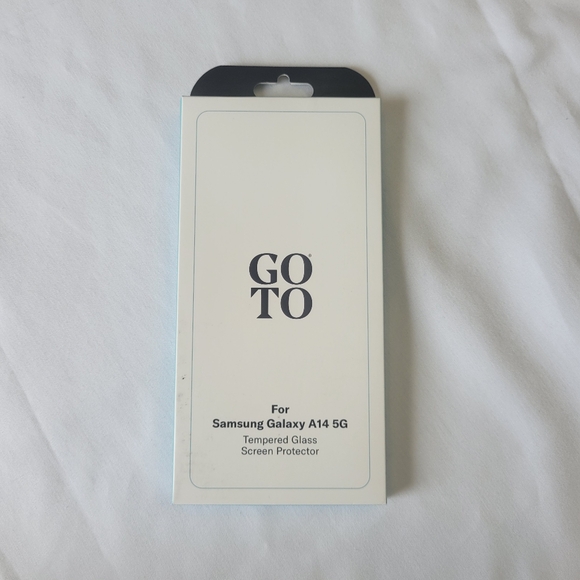 GO®
TO
For
Samsung Galaxy A14 5G
Tempered Glass
Screen Protector